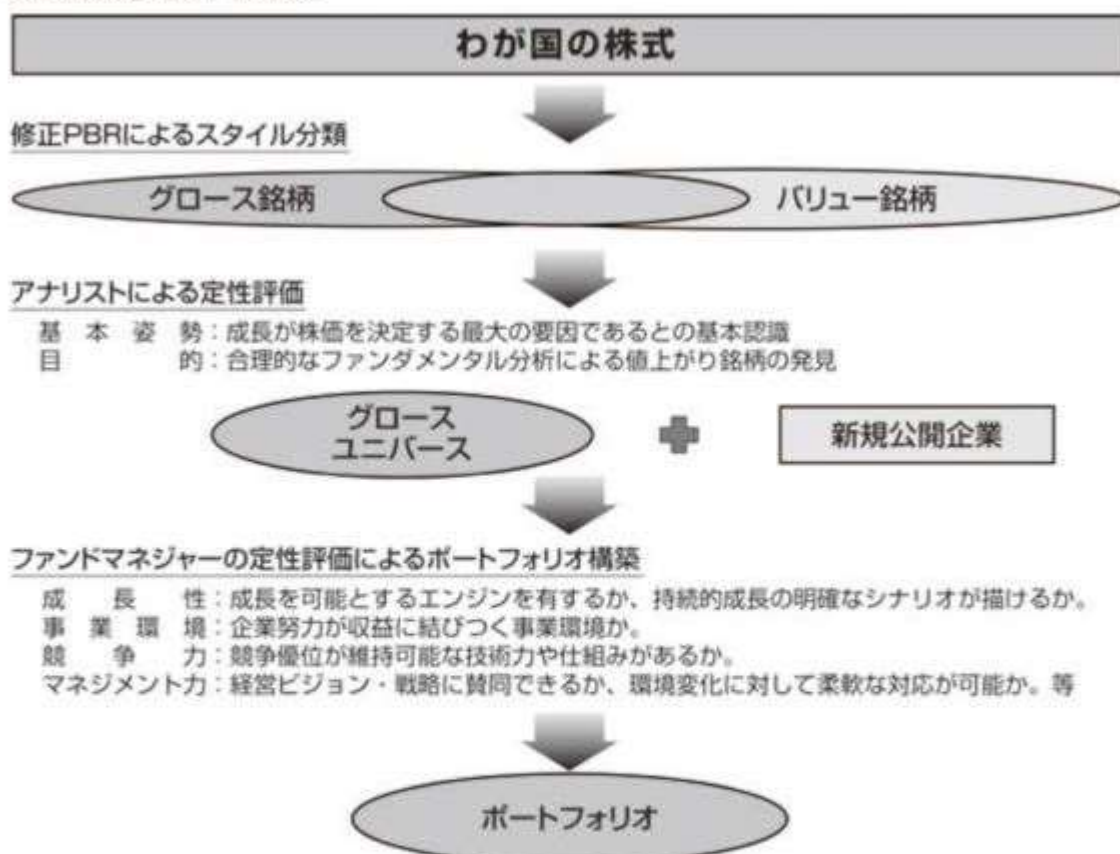 わが国の株式
修正PBRによるスタイル分類
グロース銘柄
バリュー銘柄
アナリストによる定性評価
基本姿勢：成長が株価を決定する最大の要因であるとの基本認識
目的：合理的なファンダメンタル分析による値上がり銘柄の発見
グロース
ユニバース
新規公開企業
ファンドマネジャーの定性評価によるポートフォリオ構築
成長性：成長を可能とするエンジンを有するか、持続的成長の明確なシナリオが描けるか。
事業環境：企業努力が収益に結びつく事業環境か。
競争力：競争優位が維持可能な技術力や仕組みがあるか。
マネジメント力：経営ビジョン・戦略に賛同できるか、環境変化に対して柔軟な対応が可能か。等
ポートフォリオ